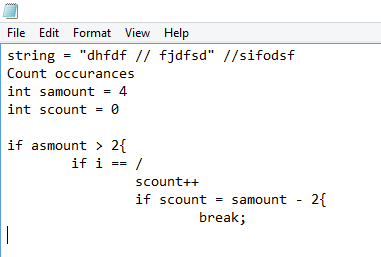 File Edit Format View Help
string = "dhfdf // fjdfsd" //sifodsf
Count occurances
int samount = 4
int scount = 0
if asmount > 2{
if i == /
scount++
if scount = samount - 2{
break;